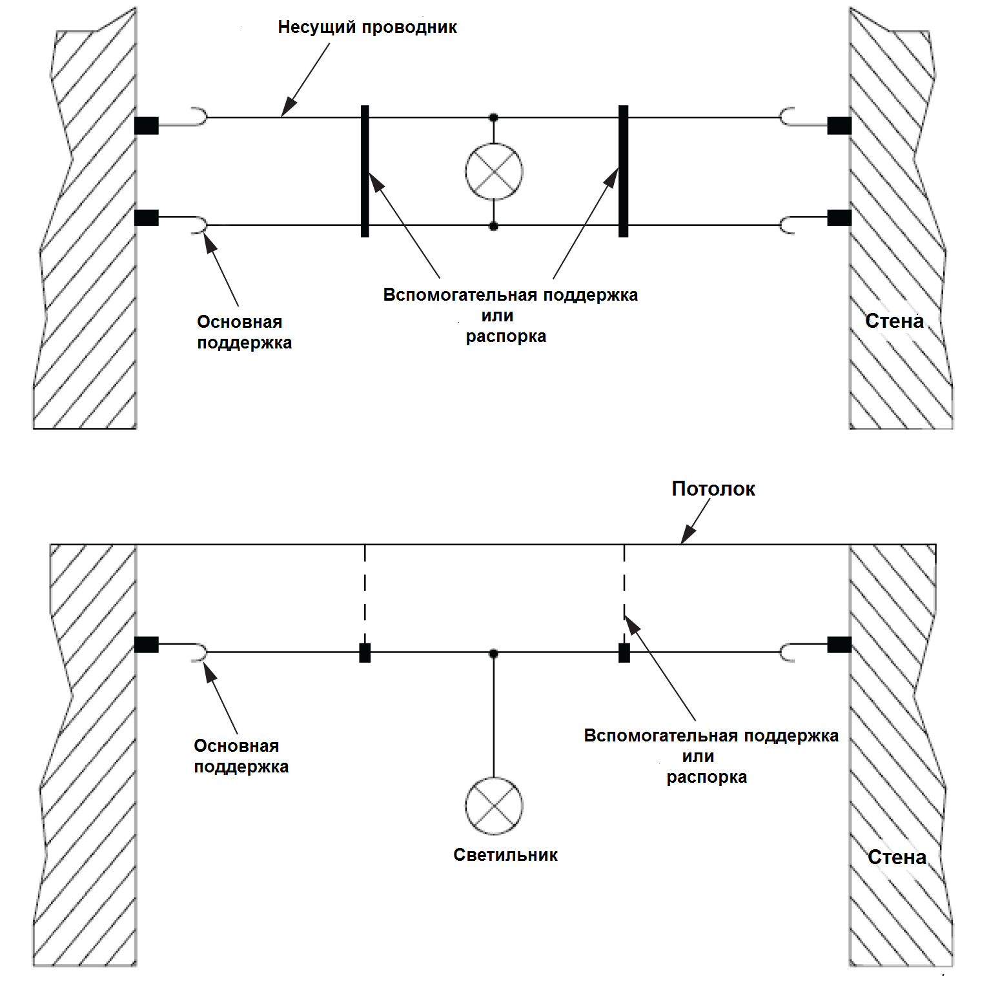 Несущий проводник
Вспомогательная поддержка
или
распорка
Основная
поддержка
Стена
Потолок
Вспомогательная поддержка
или
распорка
Основная
поддержка
Светильник
Стена